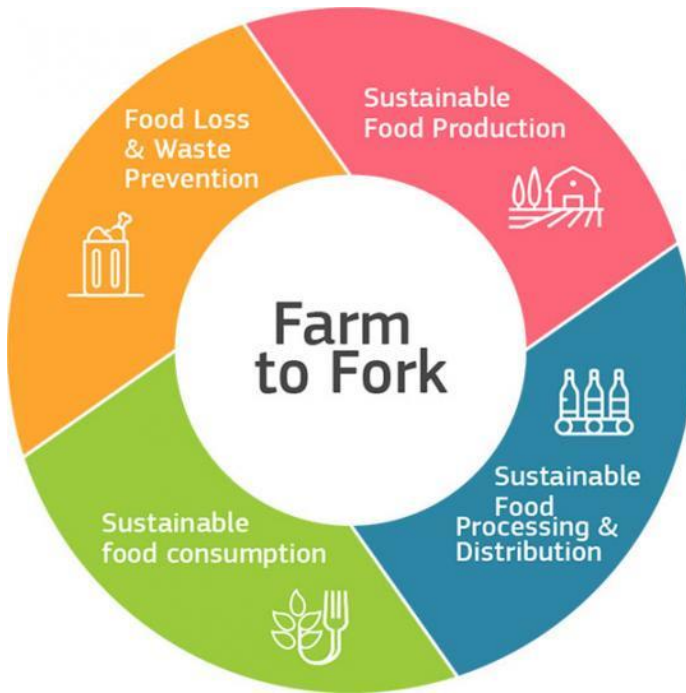 Food Loss
& Waste
Prevention
Sustainable
Food Production
Farm
to Fork
Sustainable
Food
Processing &
Distribution
Sustainable
food consumption